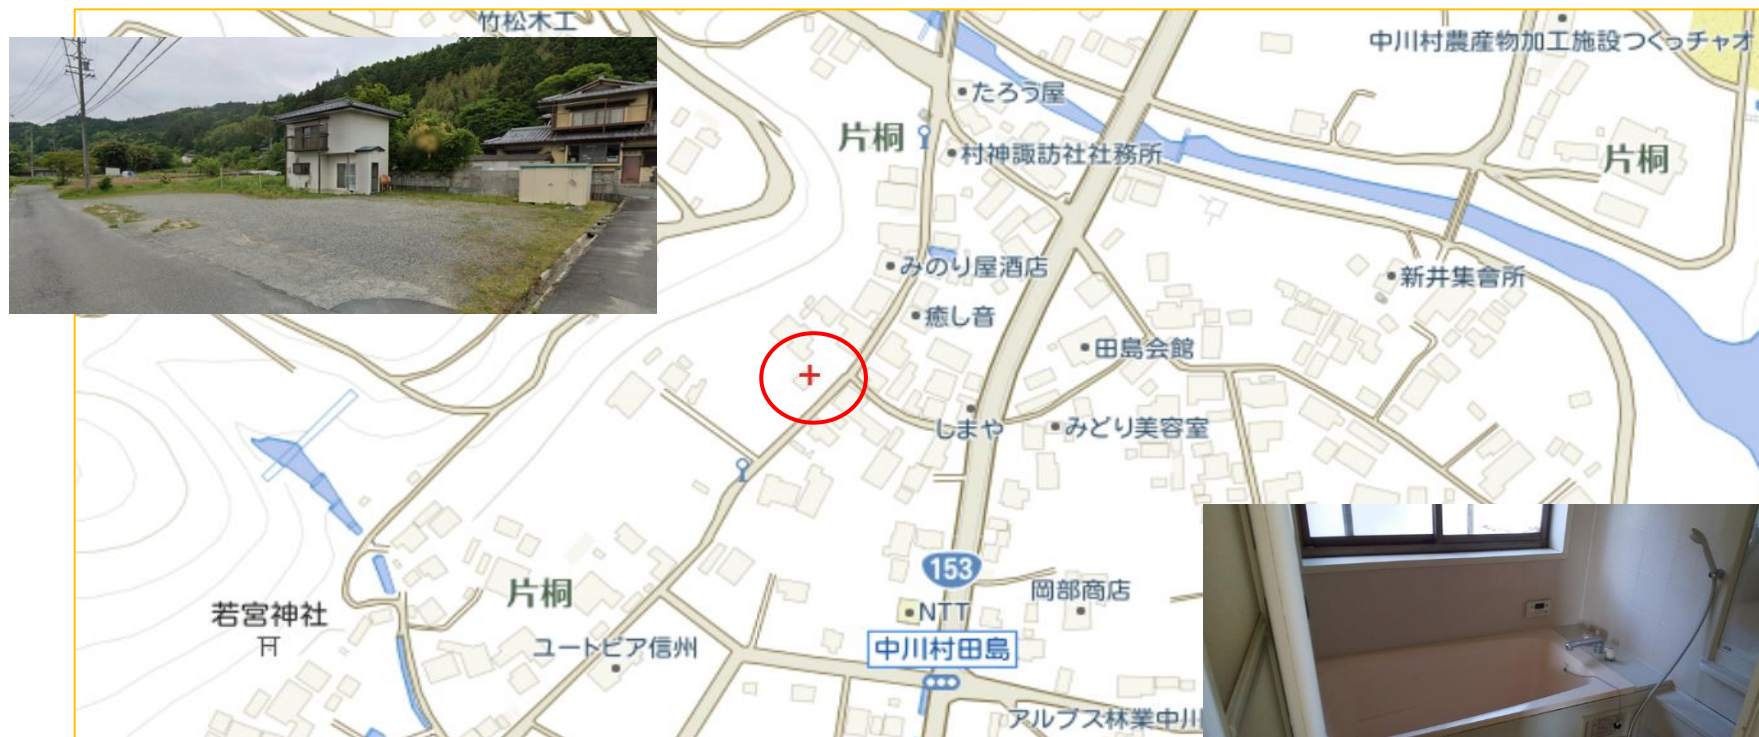 竹松木工
中川村農産物加工施設つくっチャオ
たろう屋
片桐
村神諏訪社社務所
片桐
みのり屋酒店
新井集會所
癒し音
田島会館
しまや
みどり美容室
153
片桐
岡部商店
若宮神社
NTT
ユートピア信州
中川村田島
アルプス林業中川